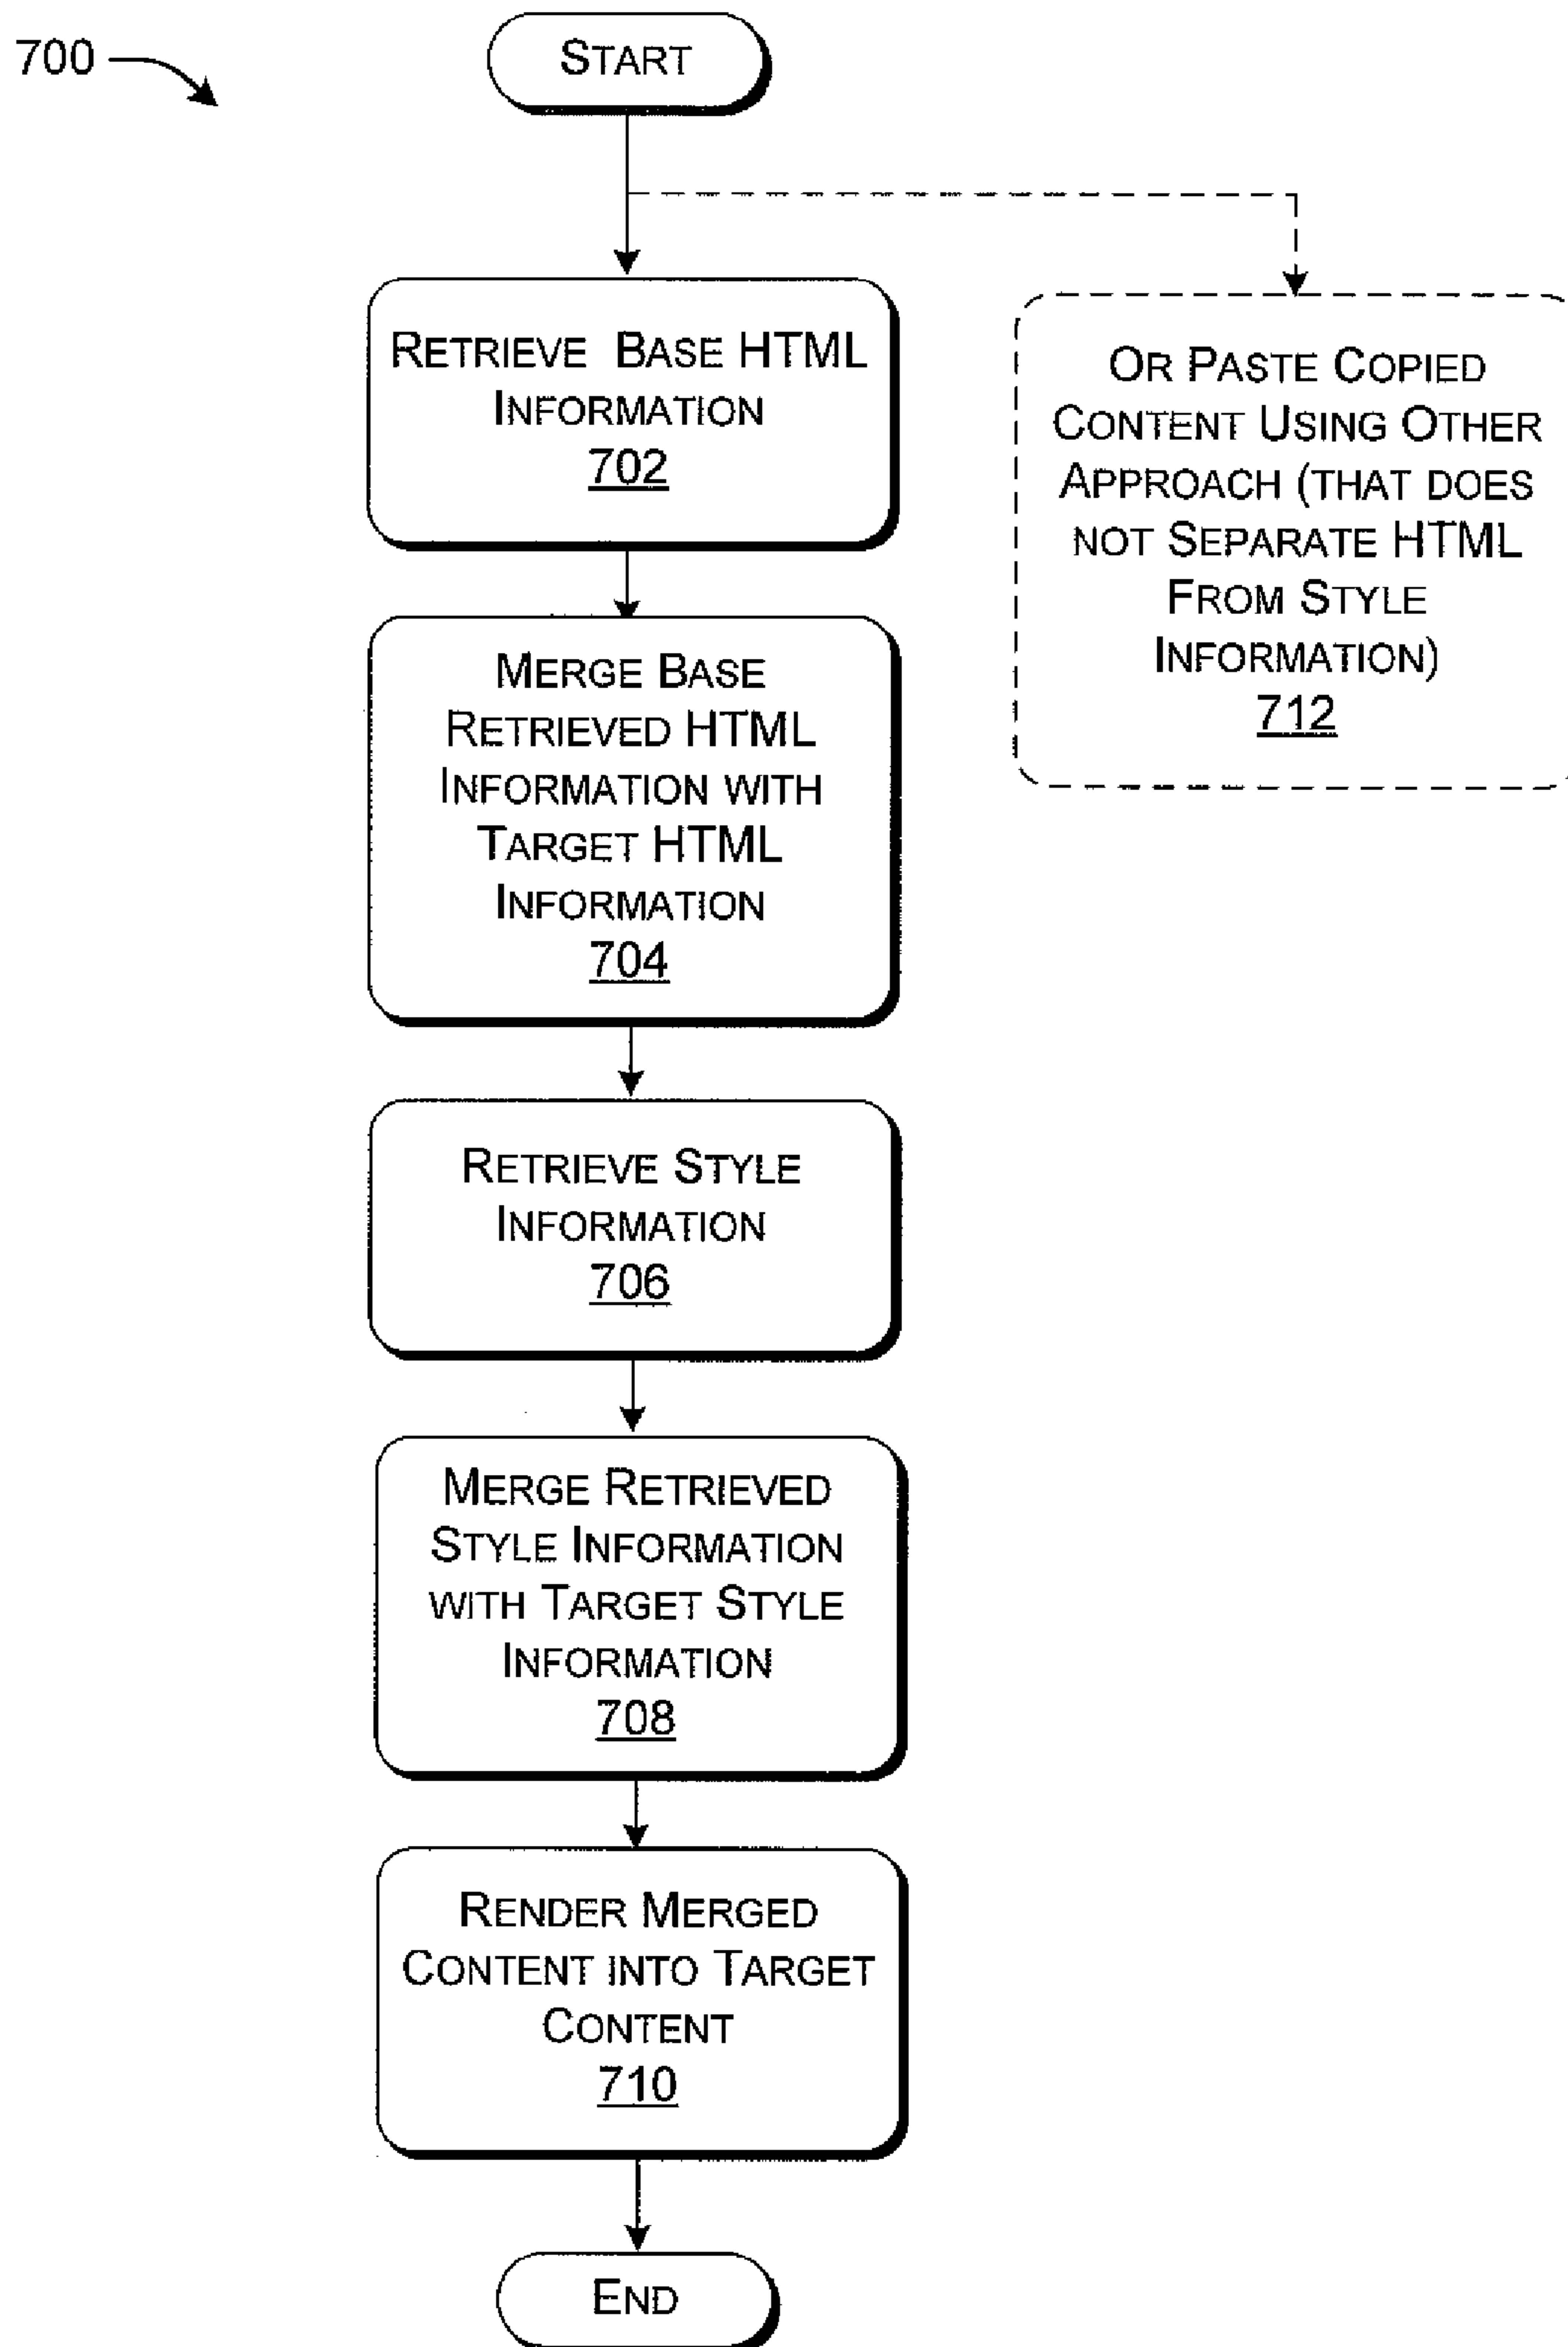 700
START
RETRIEVE BASE HTML
INFORMATION
702
OR PASTE COPIED
CONTENT USING OTHER
APPROACH (THAT DOES
NOT SEPARATE HTML
FROM STYLE
INFORMATION)
712
MERGE BASE
RETRIEVED HTML
INFORMATION WITH
TARGET HTML
INFORMATION
704
RETRIEVE STYLE
INFORMATION
706
MERGE RETRIEVED
STYLE INFORMATION
WITH TARGET STYLE
INFORMATION
708
RENDER MERGED
CONTENT INTO TARGET
CONTENT
710
END